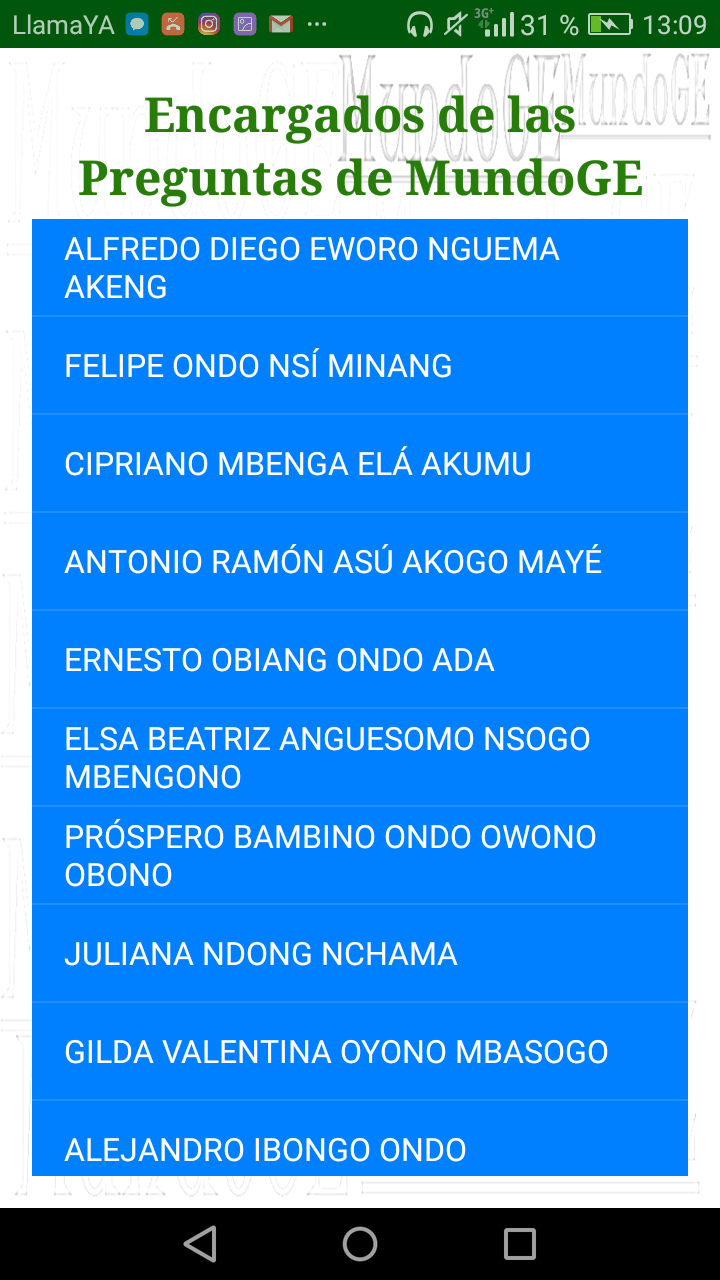 LlamaYA ... 3G+ 31 % 13:09
MundoGE MundoGE MundoGE
Encargados de las
Preguntas de MundoGE
ALFREDO DIEGO EWORO NGUEMA
AKENG
FELIPE ONDO NSÍ MINANG
CIPRIANO MBENGA ELÁ AKUMU
ANTONIO RAMÓN ASÚ AKOGO MAYÉ
ERNESTO OBIANG ONDO ADA
ELSA BEATRIZ ANGUESOMO NSOGO
MBENGONO
PRÓSPERO BAMBINO ONDO OWONO
OBONO
JULIANA NDONG NCHAMA
GILDA VALENTINA OYONO MBASOGO
ALEJANDRO IBONGO ONDO